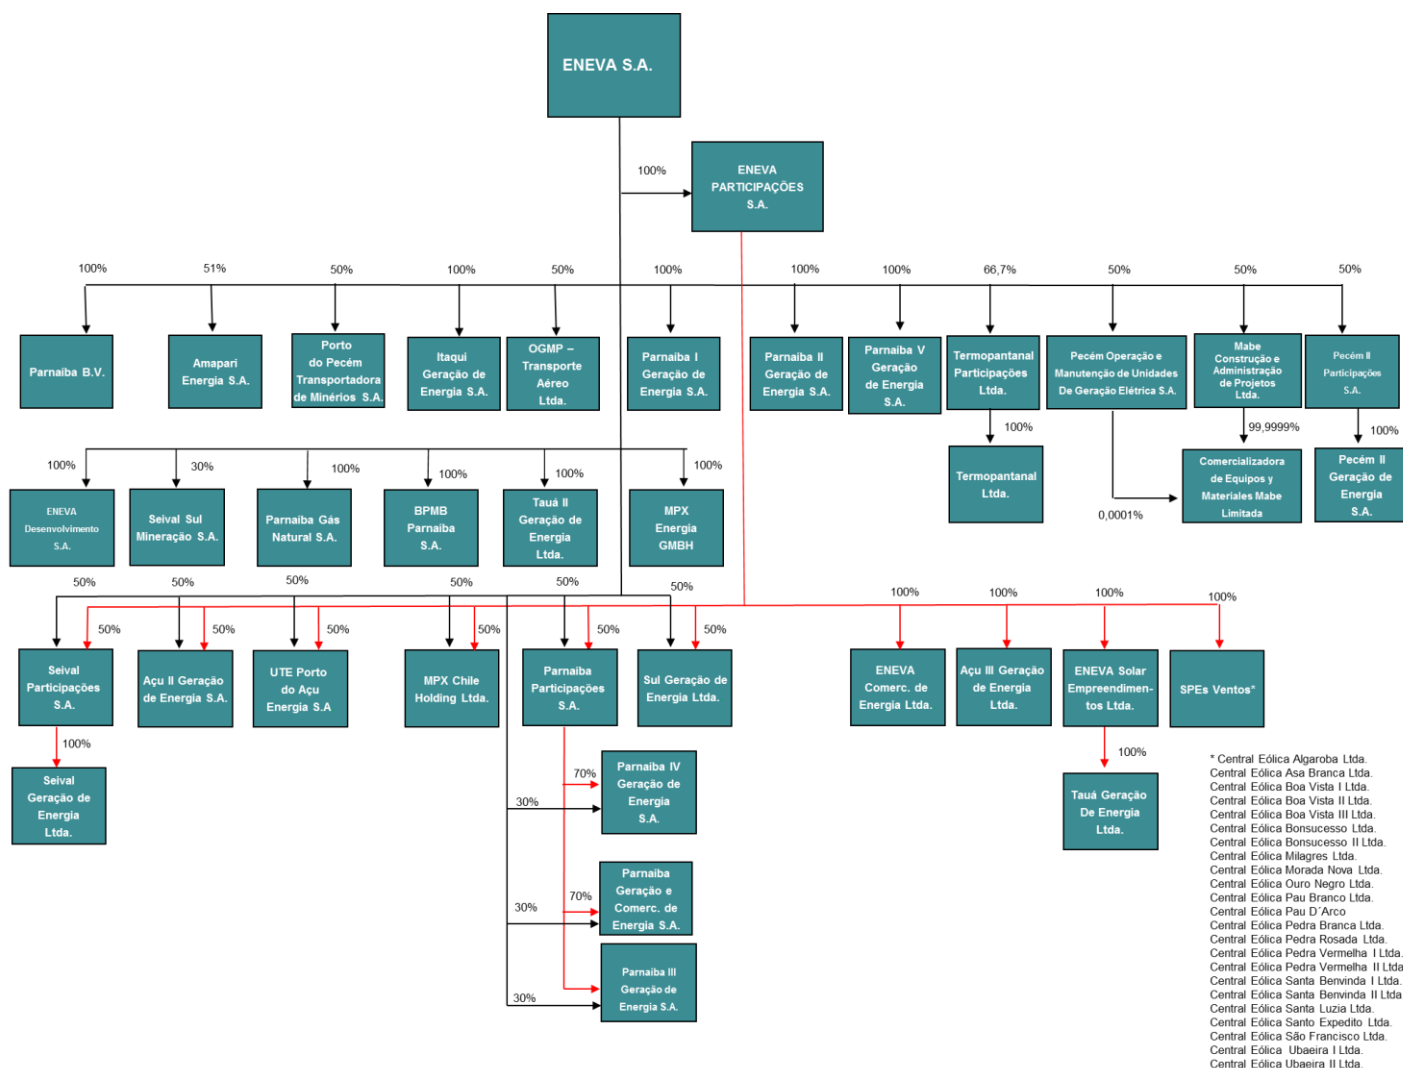 ENEVA S.A.
100%
ENEVA
PARTICIPAÇÕES
S.A.
100%
51%
50%
100%
50%
100%
100%
100%
66,7%
50%
50%
50%
Parnaíba B.V.
Amapari
Energia S.A.
Porto
do Pecém
Transportadora
de Minérios S.A.
Itaqui
Geração de
Energia S.A.
OGMP –
Transporte
Aéreo
Ltda.
Parnaíba I
Geração de
Energia S.A.
Parnaíba II
Geração de
Energia S.A.
Parnaíba V
Geração
de Energia
S.A.
Termopantanal
Participações
Ltda.
Pecém Operação e
Manutenção de Unidades
De Geração Elétrica S.A.
Mabe
Construção e
Administração
de Projetos
Ltda.
Pecém II
Participações
S.A.
100%
99,9999%
100%
0,0001%
Termopantanal
Ltda.
Comercializadora
de Equipos y
Materiales Mabe
Limitada
Pecém II
Geração de
Energia
S.A.
100%
30%
100%
100%
100%
100%
ENEVA
Desenvolvimento
S.A.
Seival Sul
Mineração S.A.
Parnaíba Gás
Natural S.A.
BPMB
Parnaíba
S.A.
Tauá II
Geração de
Energia
Ltda.
MPX
Energia
GMBH
50%
50%
50%
50%
50%
50%
100%
100%
100%
100%
50%
50%
50%
50%
50%
50%
Seival
Participações
S.A.
Açu II Geração
de Energia S.A.
UTE Porto
do Açu
Energia S.A
MPX Chile
Holding Ltda.
Parnaíba
Participações
S.A.
Sul Geração de
Energia Ltda.
ENEVA
Comerc. de
Energia Ltda.
Açu III Geração
de Energia
Ltda.
ENEVA Solar
Empreendimen-
tos Ltda.
SPEs Ventos*
100%
Seival
Geração de
Energia
Ltda.
70%
30%
Parnaíba IV
Geração de
Energia
S.A.
70%
30%
Parnaíba
Geração e
Comerc. de
Energia S.A.
30%
Parnaíba III
Geração de
Energia S.A.
100%
Tauá Geração
De Energia
Ltda.
* Central Eólica Algaroba Ltda.
Central Eólica Asa Branca Ltda.
Central Eólica Boa Vista I Ltda.
Central Eólica Boa Vista II Ltda.
Central Eólica Boa Vista III Ltda.
Central Eólica Bonsucesso Ltda.
Central Eólica Bonsucesso II Ltda.
Central Eólica Milagres Ltda.
Central Eólica Morada Nova Ltda.
Central Eólica Ouro Negro Ltda.
Central Eólica Pau Branco Ltda.
Central Eólica Pau D´Arco
Central Eólica Pedra Branca Ltda.
Central Eólica Pedra Rosada Ltda.
Central Eólica Pedra Vermelha I Ltda.
Central Eólica Pedra Vermelha II Ltda
Central Eólica Santa Benvinda I Ltda.
Central Eólica Santa Benvinda II Ltda
Central Eólica Santa Luzia Ltda.
Central Eólica Santo Expedito Ltda.
Central Eólica São Francisco Ltda.
Central Eólica Ubaeira I Ltda.
Central Eólica Ubaeira II Ltda.